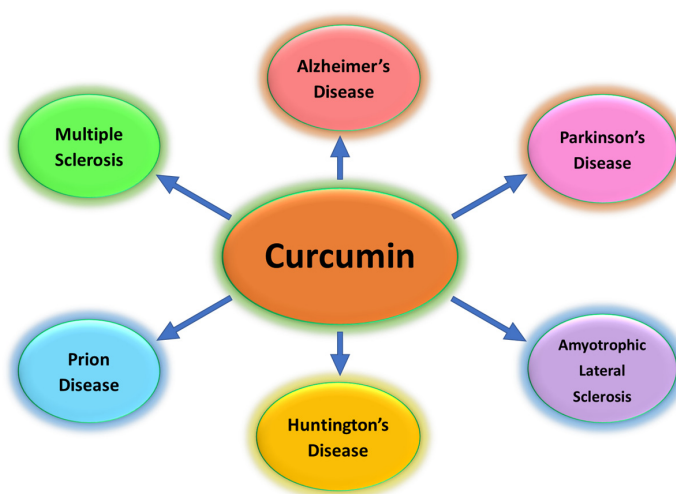 Alzheimer’s
Disease
Multiple
Sclerosis
Parkinson’s
Disease
Curcumin
Prion
Disease
Amyotrophic
Lateral
Sclerosis
Huntington’s
Disease